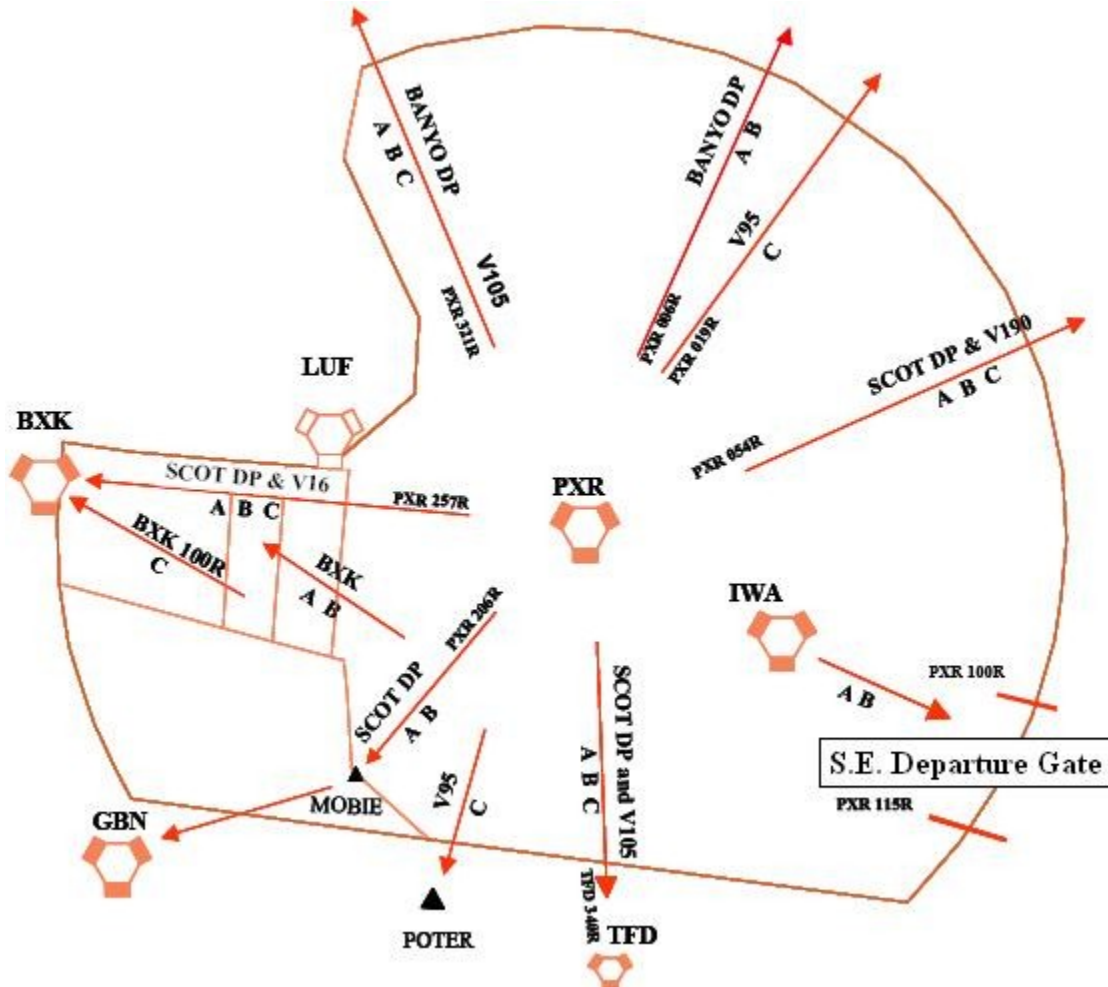 BANYO DP
A B C
V105
PXR 321R
BANYO DP
A B
PXR 006R
V95
C
PXR 019R
SCOT DP & V190
A B C
PXR 054R
LUF
BXK
SCOT DP & V16
A B C
PXR 257R
BXK 100R
C
BXK
A B
PXR
PXR 206R
SCOT DP
A B
IWA
A B
PXR 100R
S.E. Departure Gate
PXR 115R
SCOT DP and V105
A B C
TFD 340R
V95
C
MOBIE
GBN
POTER
TFD